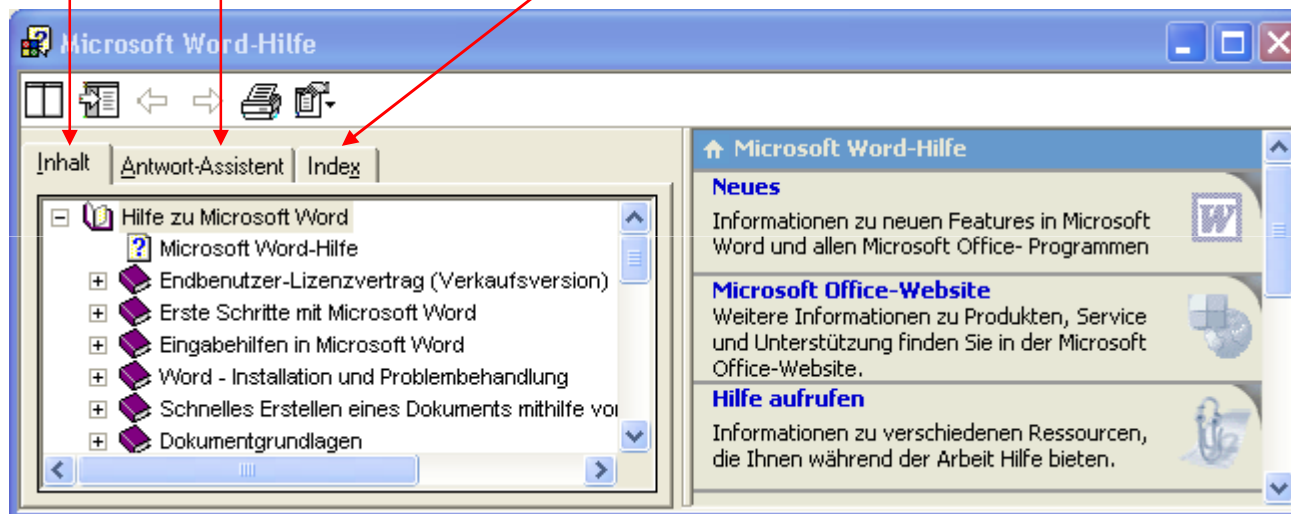 Microsoft Word-Hilfe
Inhalt
Antwort-Assistent
Index
Hilfe zu Microsoft Word
Microsoft Word-Hilfe
Endbenutzer-Lizenzvertrag (Verkaufsversion)
Erste Schritte mit Microsoft Word
Eingabehilfen in Microsoft Word
Word - Installation und Problembehandlung
Schnelles Erstellen eines Dokuments mithilfe
Dokumentgrundlagen
Microsoft Word-Hilfe
Neues
Informationen zu neuen Features in Microsoft
Word und allen Microsoft Office- Programmen
Microsoft Office-Website
Weitere Informationen zu Produkten, Service
und Unterstützung finden Sie in der Microsoft
Office-Website.
Hilfe aufrufen
Informationen zu verschiedenen Ressourcen,
die Ihnen während der Arbeit Hilfe bieten.